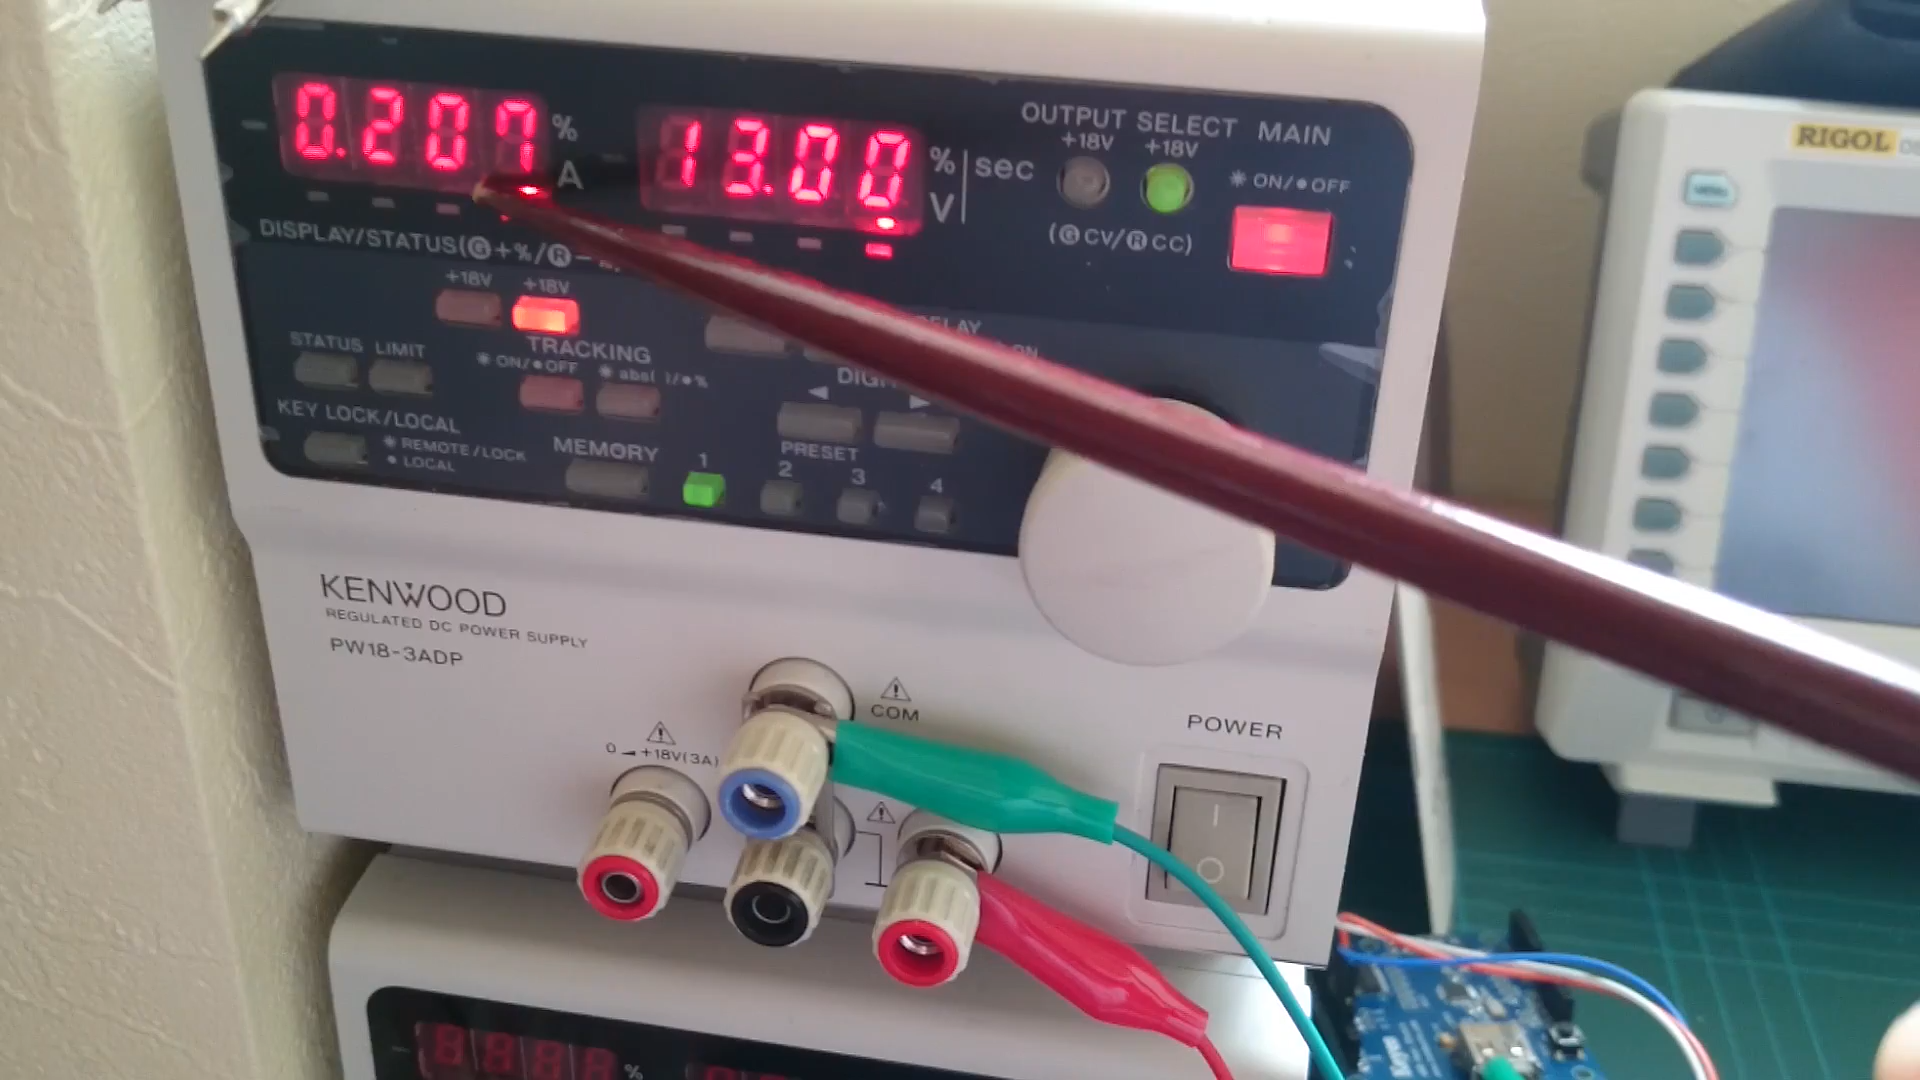 0.207 % A
13.00 % V sec
OUTPUT SELECT
+18V +18V
(G CV/R CC)
MAIN
ON/OFF
RIGOL
DISPLAY/STATUS(G+%/R
+18V +18V
STATUS LIMIT
TRACKING
ON/OFF abs( )/%
KEY LOCK/LOCAL
REMOTE/LOCK
LOCAL
MEMORY
PRESET
1 2 3 4
KENWOOD
REGULATED DC POWER SUPPLY
PW18-3ADP
COM
0 +18V(3A)
POWER
%